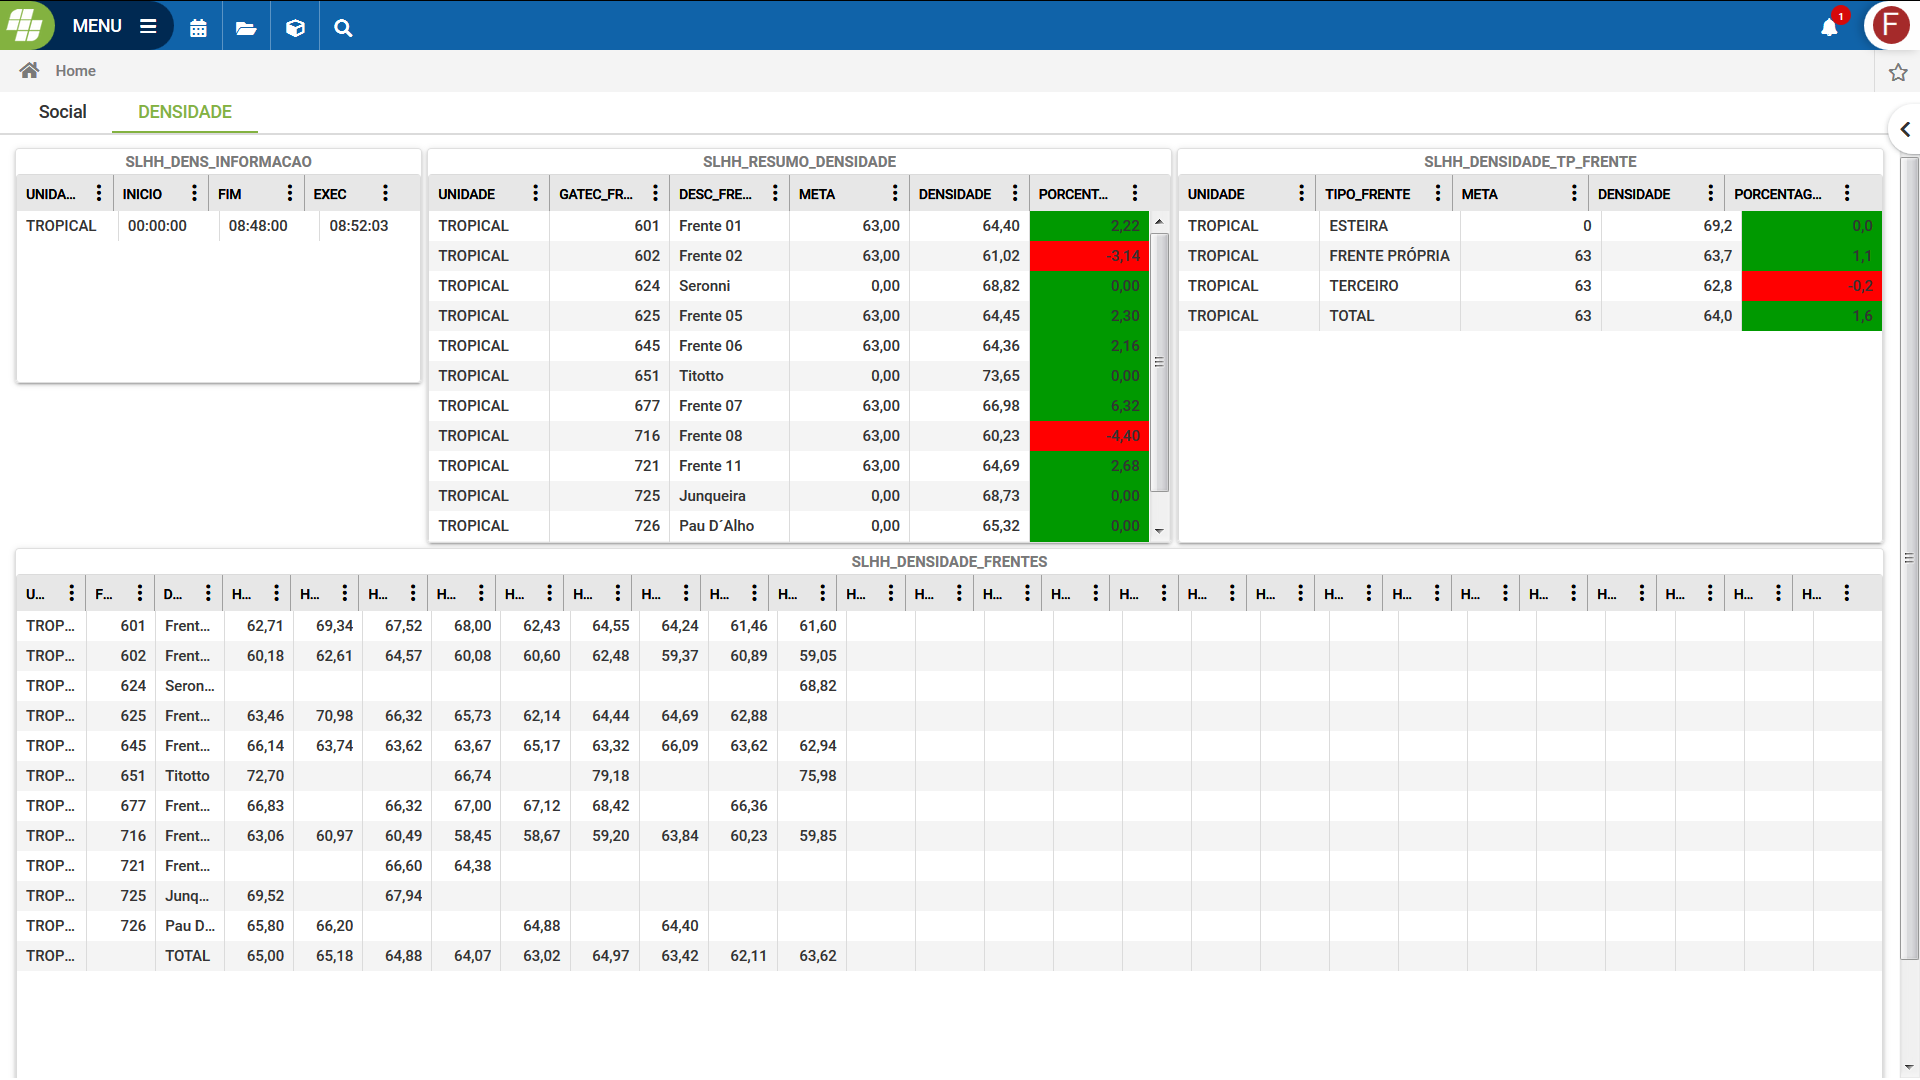 MENU
1
F
Home
Social DENSIDADE
SLHH_DENS_INFORMACAO
UNIDA... INICIO FIM EXEC
TROPICAL 00:00:00 08:48:00 08:52:03
SLHH_RESUMO_DENSIDADE
UNIDADE GATEC_FR... DESC_FRE... META DENSIDADE PORCENT...
TROPICAL 601 Frente 01 63,00 64,40 2,22
TROPICAL 602 Frente 02 63,00 61,02 -3,14
TROPICAL 624 Seronni 0,00 68,82 0,00
TROPICAL 625 Frente 05 63,00 64,45 2,30
TROPICAL 645 Frente 06 63,00 64,36 2,16
TROPICAL 651 Titotto 0,00 73,65 0,00
TROPICAL 677 Frente 07 63,00 66,98 6,32
TROPICAL 716 Frente 08 63,00 60,23 -4,40
TROPICAL 721 Frente 11 63,00 64,69 2,68
TROPICAL 725 Junqueira 0,00 68,73 0,00
TROPICAL 726 Pau D´Alho 0,00 65,32 0,00
SLHH_DENSIDADE_TP_FRENTE
UNIDADE TIPO_FRENTE META DENSIDADE PORCENTAG...
TROPICAL ESTEIRA 0 69,2 0,0
TROPICAL FRENTE PRÓPRIA 63 63,7 1,1
TROPICAL TERCEIRO 63 62,8 -0,2
TROPICAL TOTAL 63 64,0 1,6
SLHH_DENSIDADE_FRENTES
U... F... D... H... H... H... H... H... H... H... H... H... H... H... H... H... H... H... H... H... H... H... H... H... H... H... H...
TROP... 601 Frent... 62,71 69,34 67,52 68,00 62,43 64,55 64,24 61,46 61,60
TROP... 602 Frent... 60,18 62,61 64,57 60,08 60,60 62,48 59,37 60,89 59,05
TROP... 624 Seron... 68,82
TROP... 625 Frent... 63,46 70,98 66,32 65,73 62,14 64,44 64,69 62,88
TROP... 645 Frent... 66,14 63,74 63,62 63,67 65,17 63,32 66,09 63,62 62,94
TROP... 651 Titotto 72,70 66,74 79,18 75,98
TROP... 677 Frent... 66,83 66,32 67,00 67,12 68,42 66,36
TROP... 716 Frent... 63,06 60,97 60,49 58,45 58,67 59,20 63,84 60,23 59,85
TROP... 721 Frent... 66,60 64,38
TROP... 725 Junq... 69,52 67,94
TROP... 726 Pau D... 65,80 66,20 64,88 64,40
TROP... TOTAL 65,00 65,18 64,88 64,07 63,02 64,97 63,42 62,11 63,62